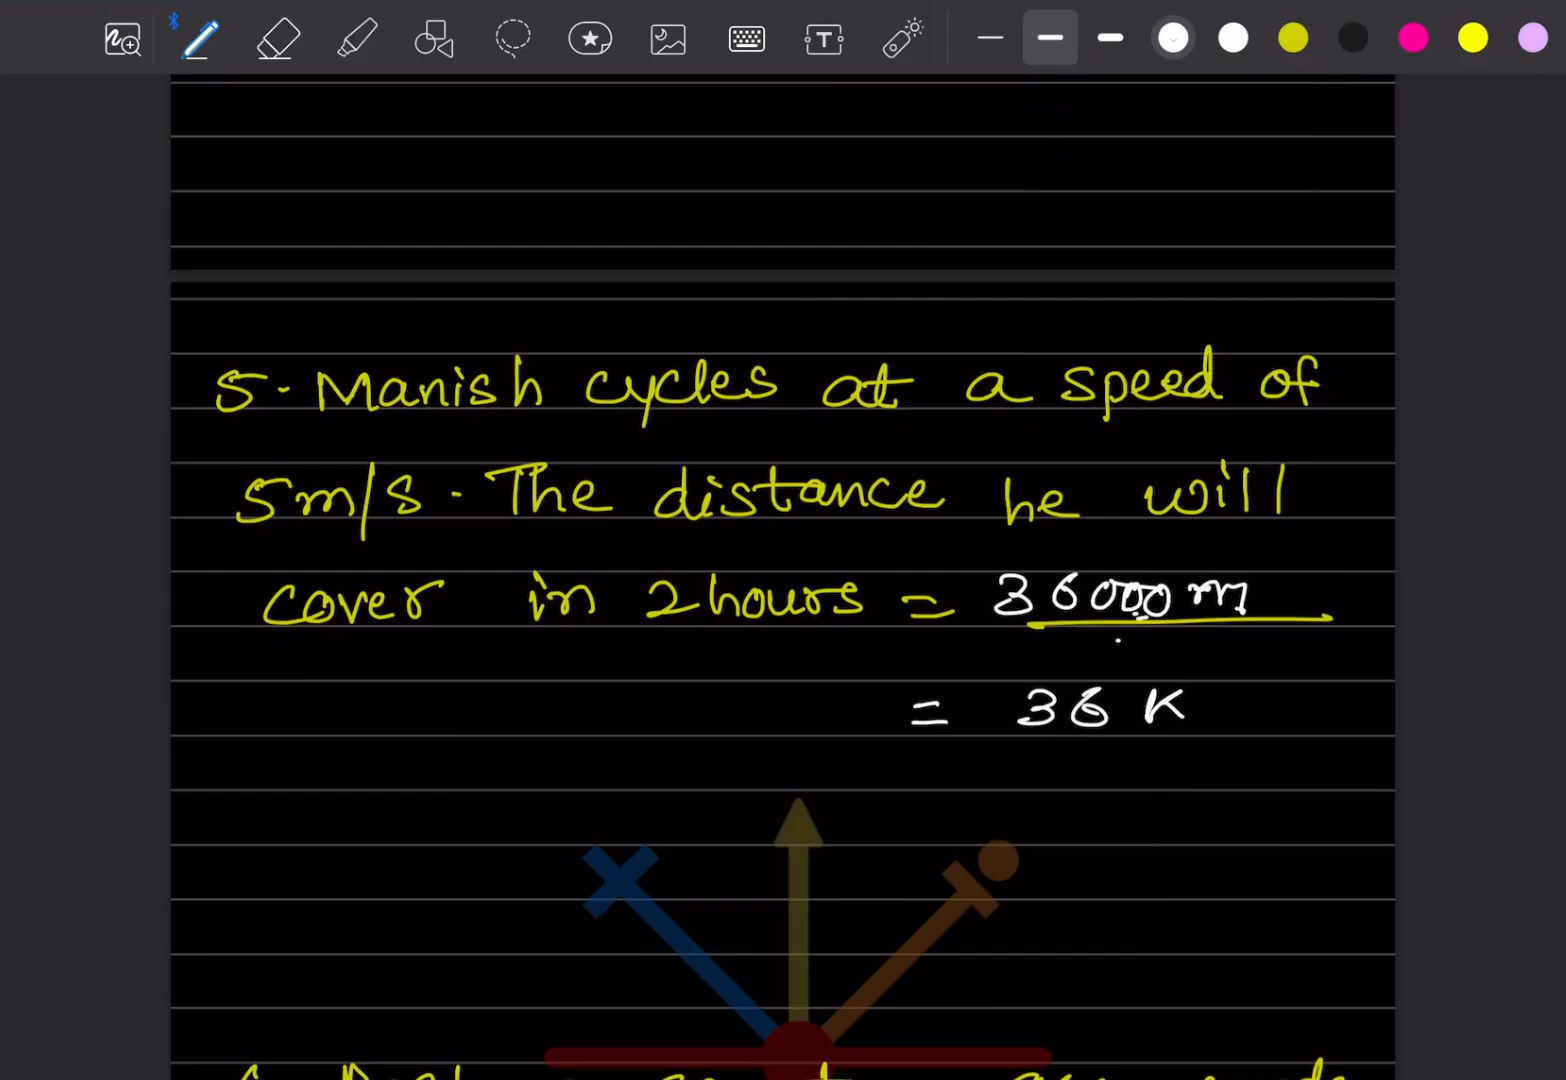 5. Manish cycles at a speed of
5m/s. The distance he will
cover in 2 hours = 36000 m
= 36 K